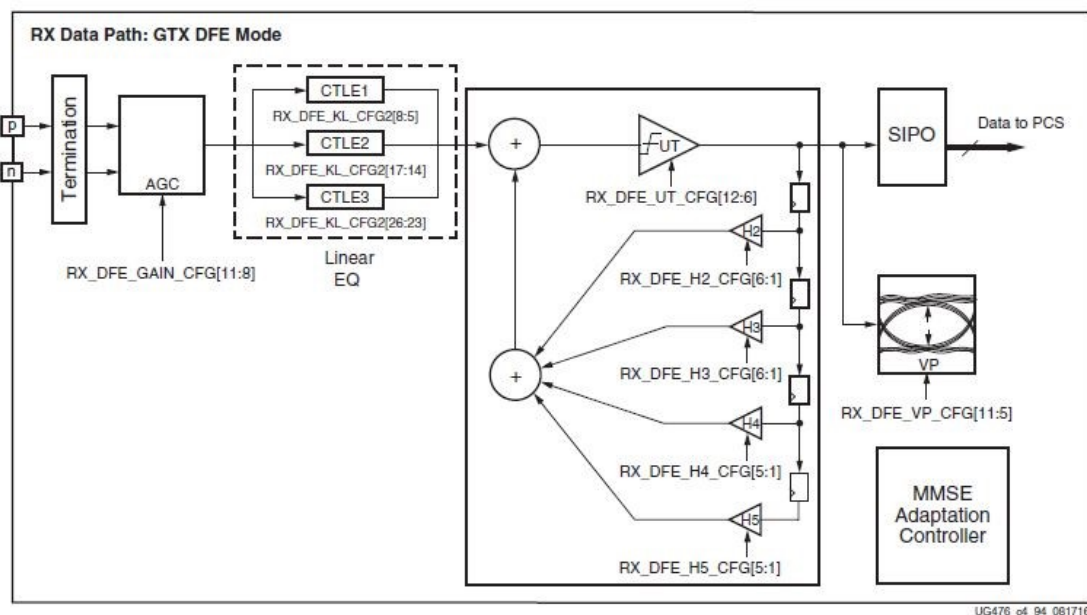 RX Data Path: GTX DFE Mode
p
n
Termination
AGC
RX_DFE_GAIN_CFG[11:8]
CTLE1
RX_DFE_KL_CFG2[8:5]
CTLE2
RX_DFE_KL_CFG2[17:14]
CTLE3
RX_DFE_KL_CFG2[26:23]
Linear
EQ
+
UT
RX_DFE_UT_CFG[12:6]
H2
RX_DFE_H2_CFG[6:1]
H3
RX_DFE_H3_CFG[6:1]
+
H4
RX_DFE_H4_CFG[5:1]
H5
RX_DFE_H5_CFG[5:1]
SIPO
Data to PCS
VP
RX_DFE_VP_CFG[11:5]
MMSE
Adaptation
Controller
UG476_c4_94_081716